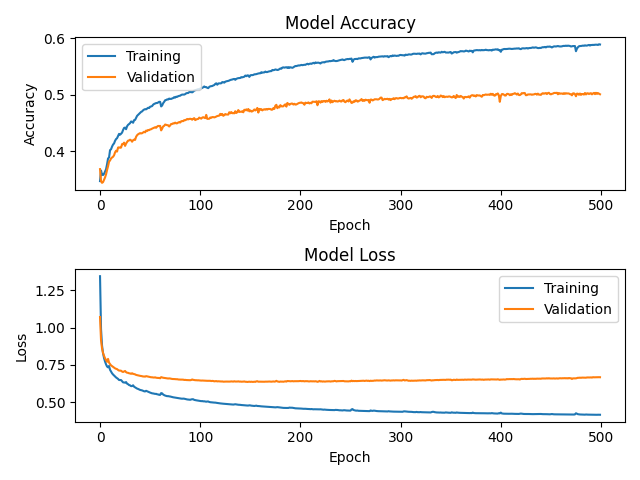 Model Accuracy
0.6
0.5
0.4
Accuracy
Training
Validation
0 100 200 300 400 500
Epoch
Model Loss
1.25
1.00
0.75
0.50
Loss
Training
Validation
0 100 200 300 400 500
Epoch